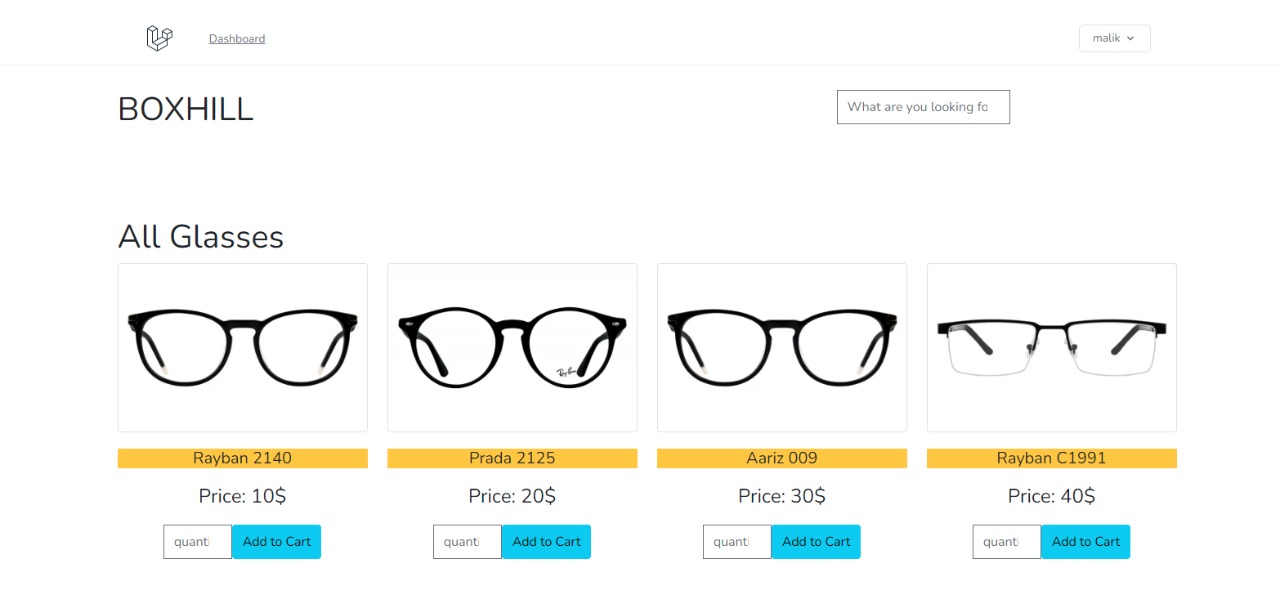 Dashboard
malik
BOXHILL
What are you looking fo
All Glasses
Ray-Ban
Rayban 2140
Prada 2125
Aariz 009
Rayban C1991
Price: 10$
Price: 20$
Price: 30$
Price: 40$
quanti Add to Cart
quanti Add to Cart
quanti Add to Cart
quanti Add to Cart